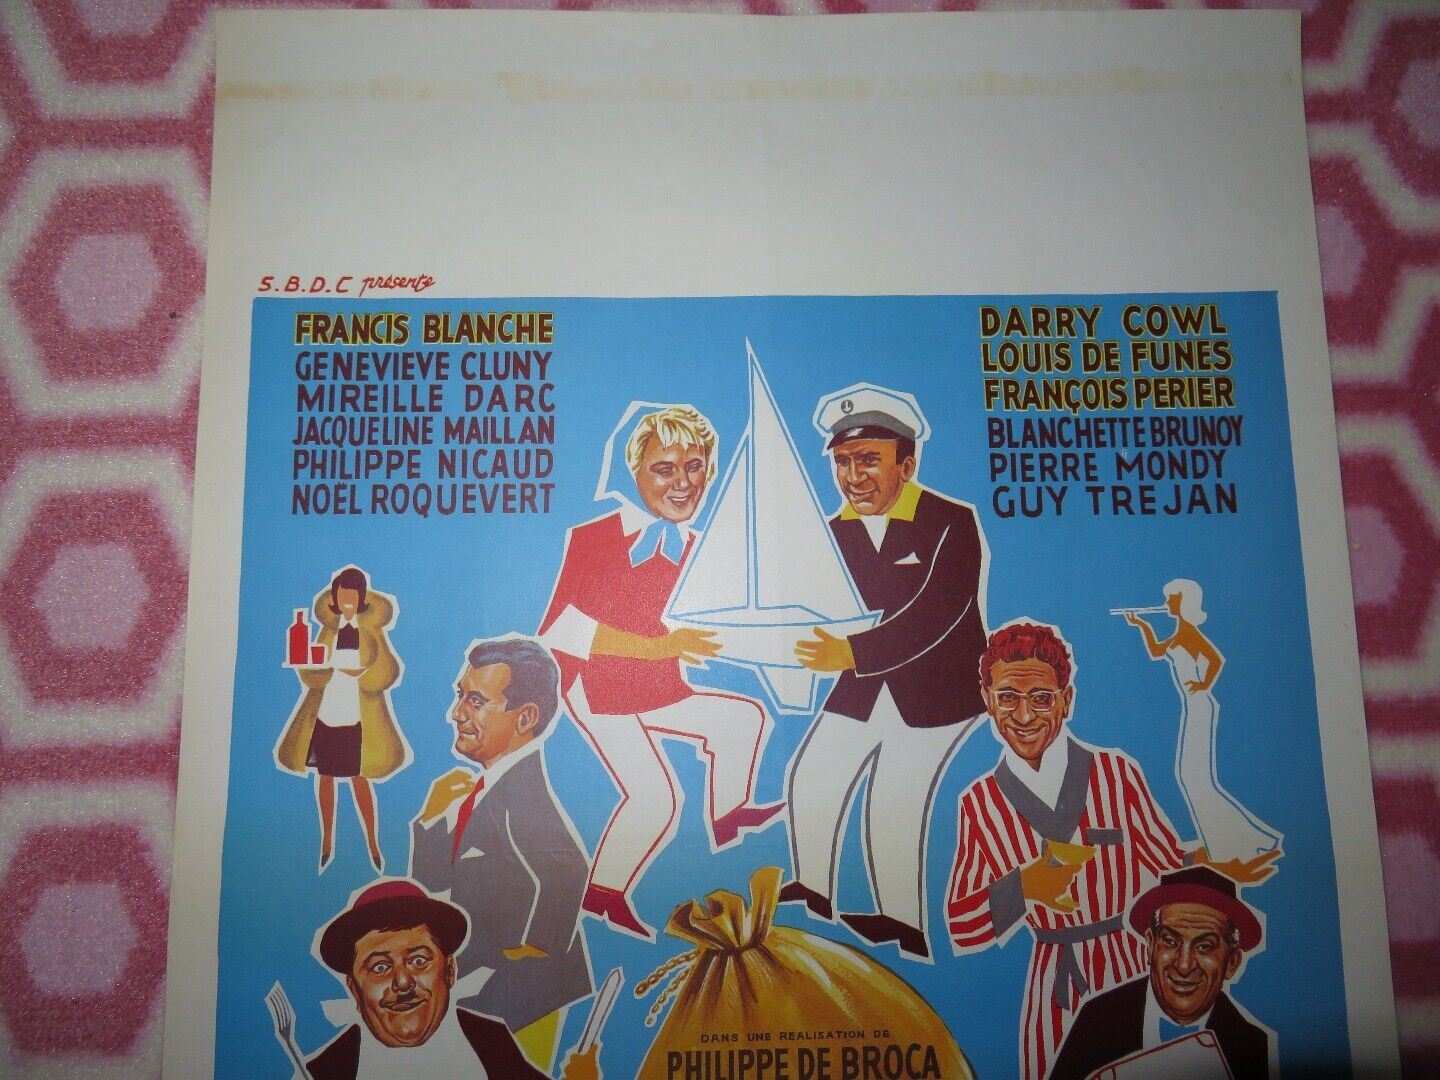 S.B.D.C présente
FRANCIS BLANCHE
GENEVIEVE CLUNY
MIREILLE DARC
JACQUELINE MAILLAN
PHILIPPE NICAUD
NOËL ROQUEVERT
DARRY COWL
LOUIS DE FUNES
FRANÇOIS PERIER
BLANCHETTE BRUNOY
PIERRE MONDY
GUY TREJAN
DANS UNE REALISATION DE
PHILIPPE DE BROCA